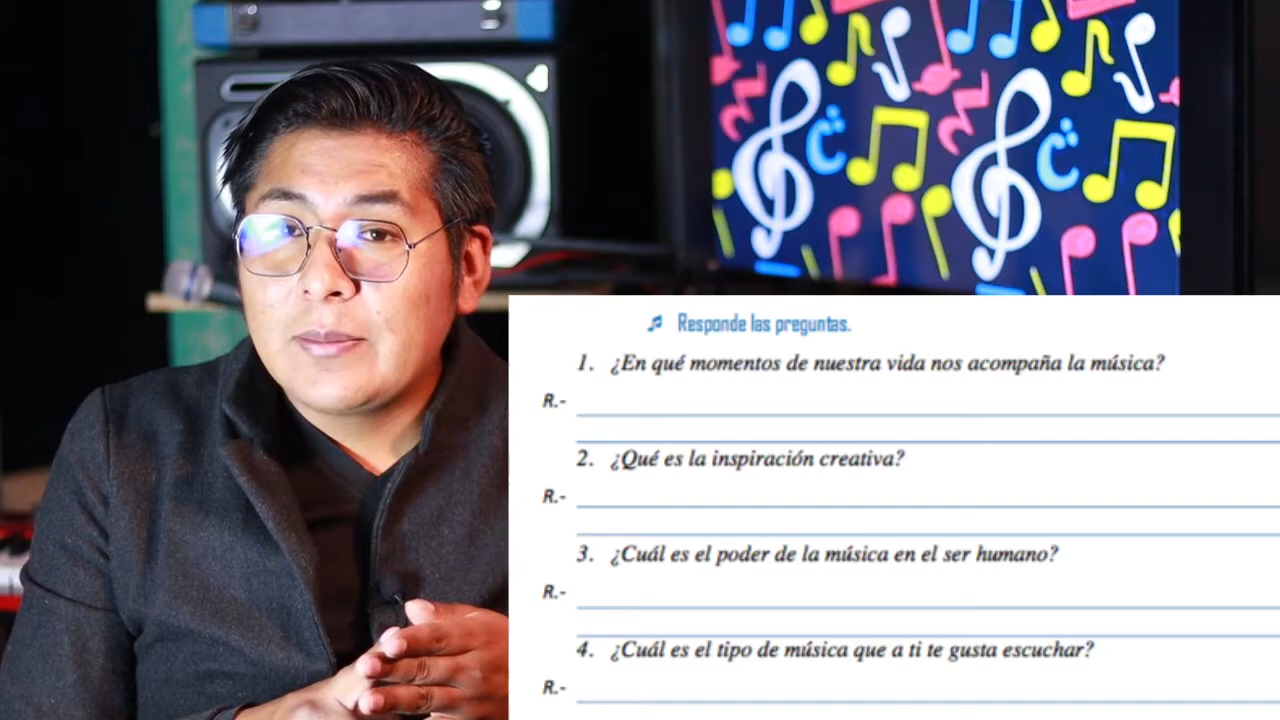 Responde las preguntas.
1. ¿En qué momentos de nuestra vida nos acompaña la música?
R.-
2. ¿Qué es la inspiración creativa?
R.-
3. ¿Cuál es el poder de la música en el ser humano?
R.-
4. ¿Cuál es el tipo de música que a ti te gusta escuchar?
R.-